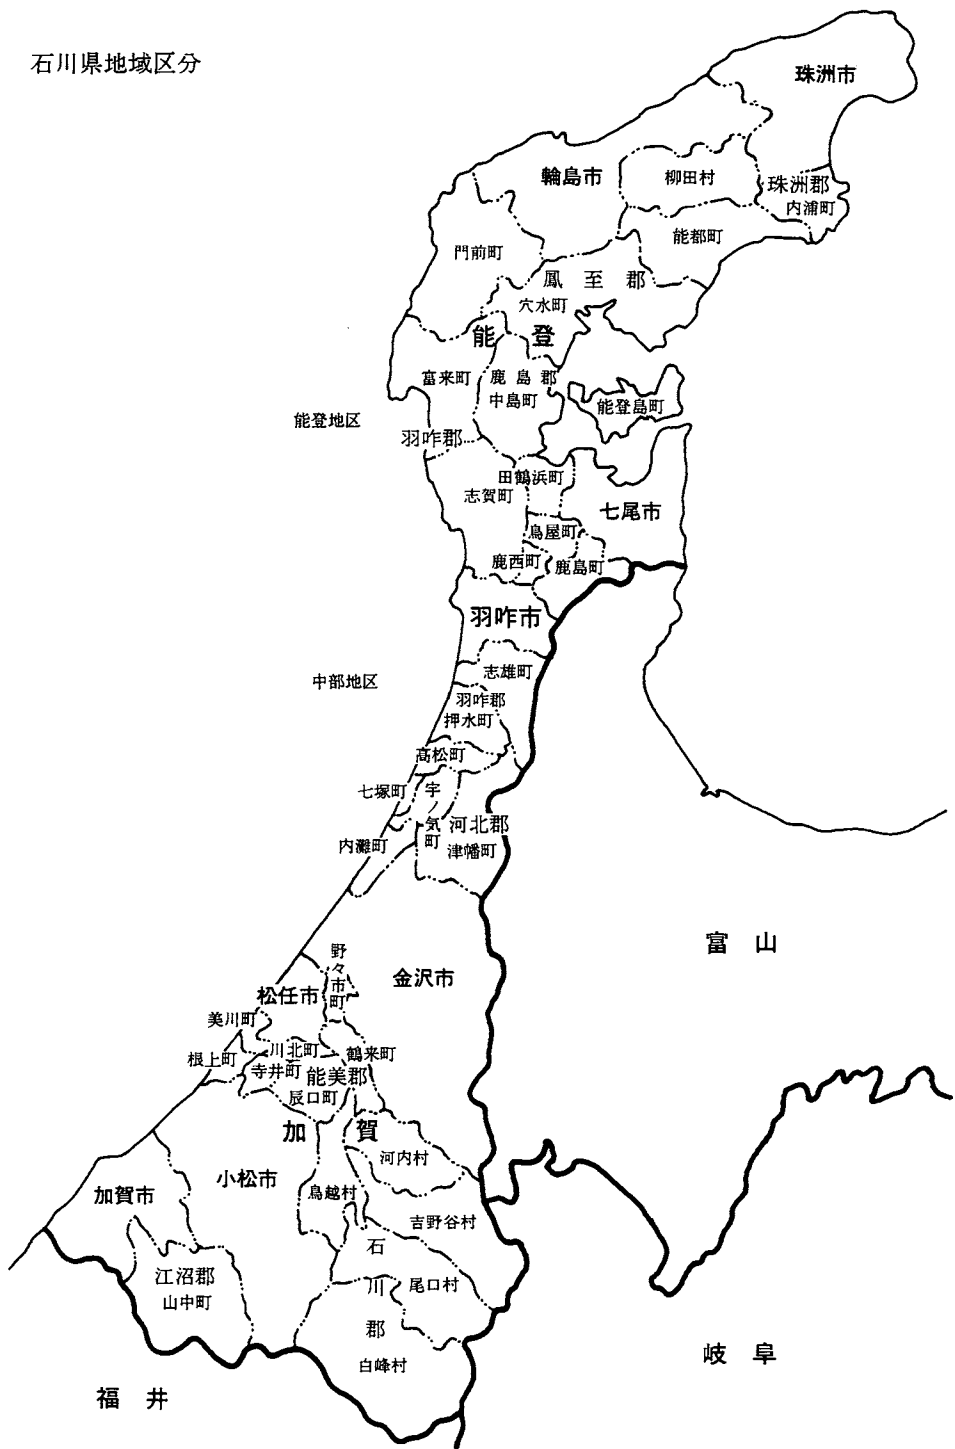 石川県地域区分
珠洲市
輪島市
柳田村
珠洲郡
内浦町
能都町
門前町
鳳至郡
穴水町
能登
富来町
鹿島郡
中島町
能登島町
能登地区
羽咋郡
田鶴浜町
志賀町
七尾市
鳥屋町
鹿西町
鹿島町
羽咋市
志雄町
中部地区
羽咋郡
押水町
高松町
七塚町
宇ノ気町
河北郡
内灘町
津幡町
富山
野々市町
金沢市
松任市
美川町
川北町
鶴来町
根上町
寺井町
能美郡
辰口町
加賀
河内村
小松市
鳥越村
加賀市
吉野谷村
石川郡
江沼郡
尾口村
山中町
白峰村
岐阜
福井